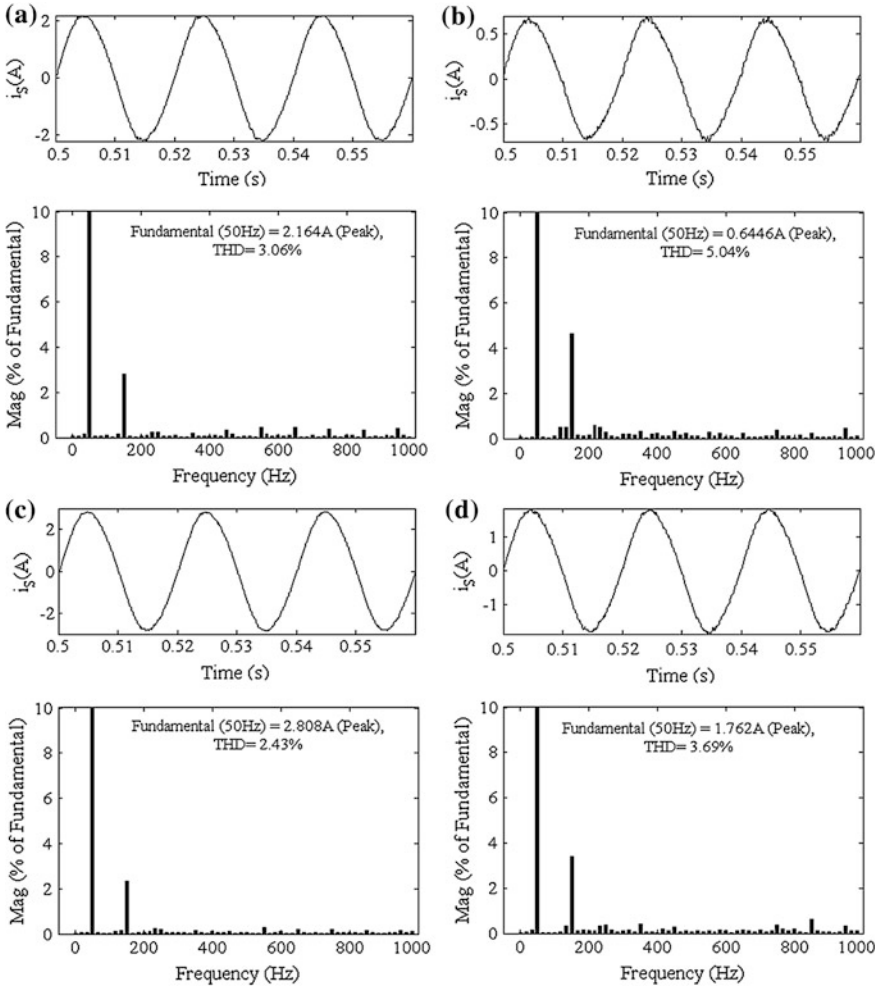 (a)
2
0
-2
i_S(A)
0.5 0.51 0.52 0.53 0.54 0.55
Time (s)
10
8
6
4
2
0
Mag (% of Fundamental)
Fundamental (50Hz) = 2.164A (Peak),
THD= 3.06%
0 200 400 600 800 1000
Frequency (Hz)
(b)
0.5
0
-0.5
i_S(A)
0.5 0.51 0.52 0.53 0.54 0.55
Time (s)
10
8
6
4
2
0
Mag (% of Fundamental)
Fundamental (50Hz) = 0.6446A (Peak),
THD= 5.04%
0 200 400 600 800 1000
Frequency (Hz)
(c)
2
0
-2
i_S(A)
0.5 0.51 0.52 0.53 0.54 0.55
Time (s)
10
8
6
4
2
0
Mag (% of Fundamental)
Fundamental (50Hz) = 2.808A (Peak),
THD= 2.43%
0 200 400 600 800 1000
Frequency (Hz)
(d)
1
0
-1
i_S(A)
0.5 0.51 0.52 0.53 0.54 0.55
Time (s)
10
8
6
4
2
0
Mag (% of Fundamental)
Fundamental (50Hz) = 1.762A (Peak),
THD= 3.69%
0 200 400 600 800 1000
Frequency (Hz)